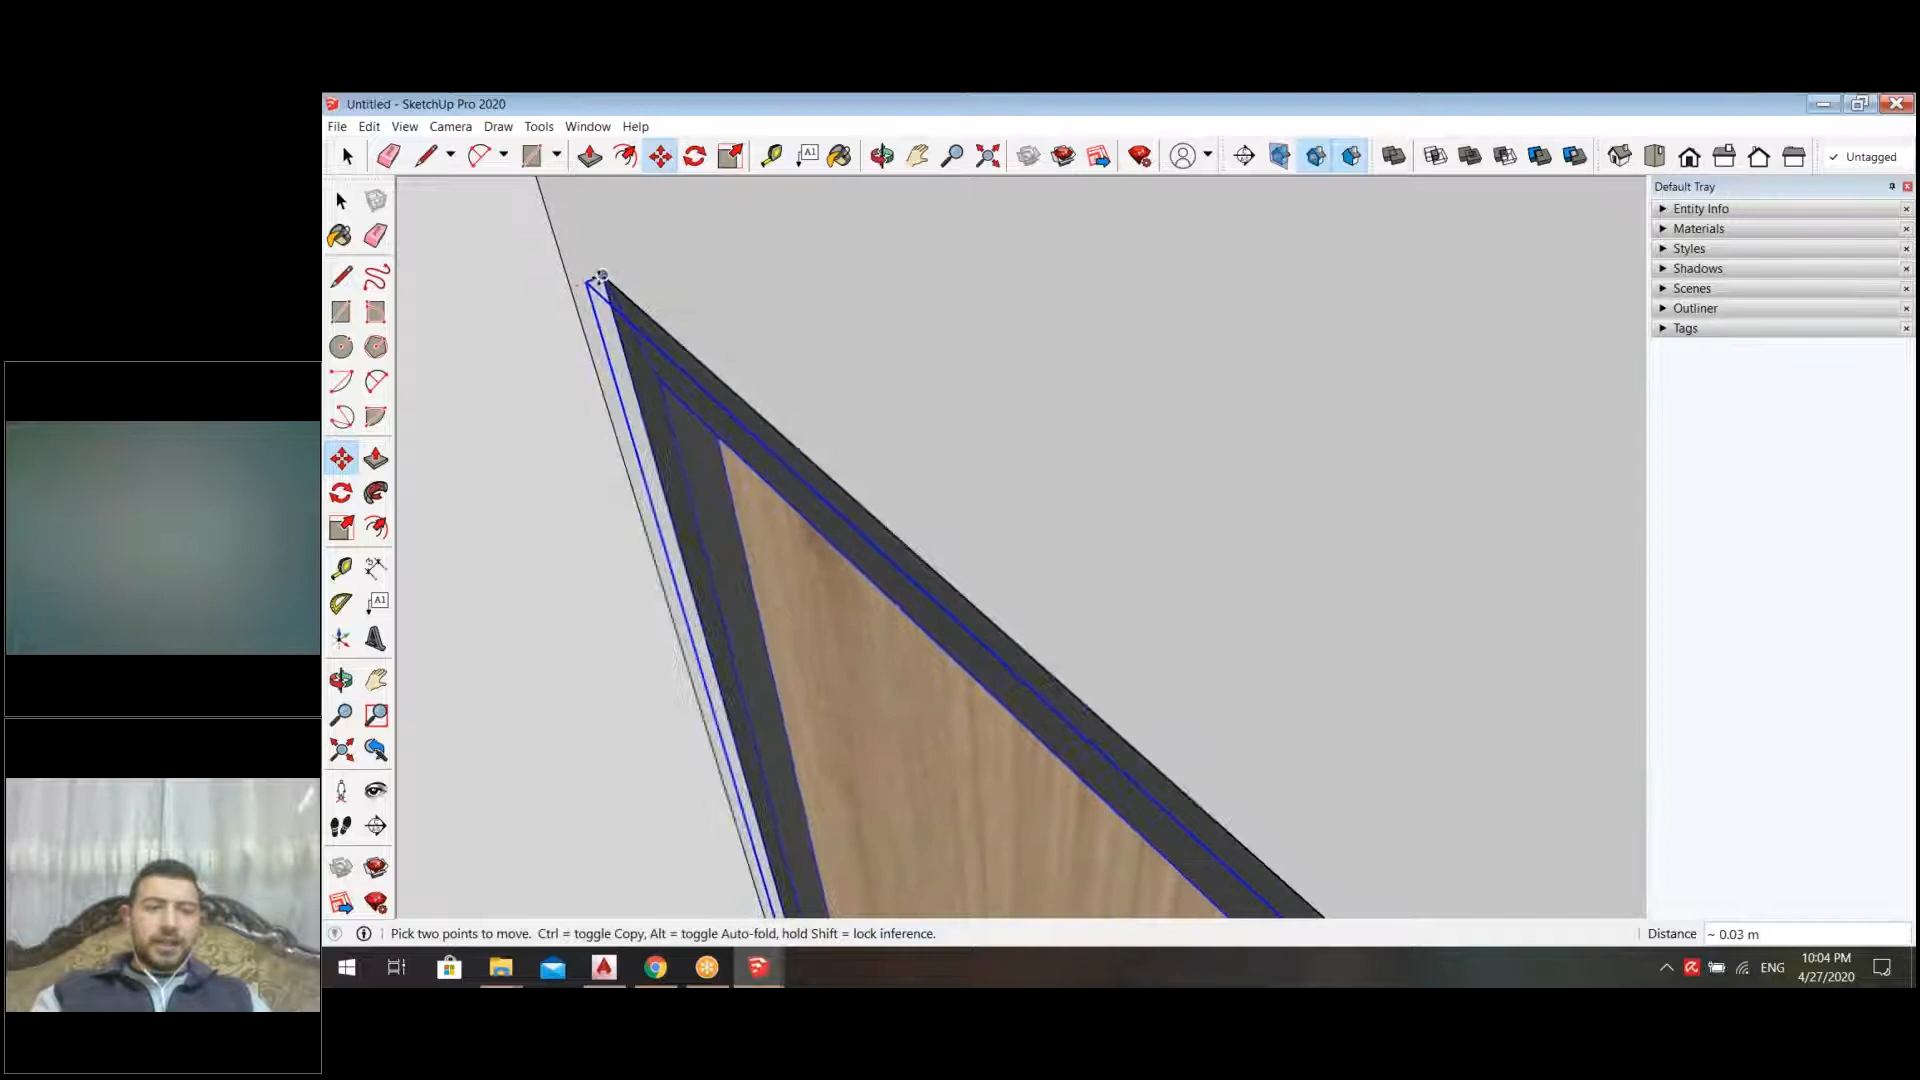 Untitled - SketchUp Pro 2020
File Edit View Camera Draw Tools Window Help
A1
Untagged
Default Tray
Entity Info
Materials
Styles
Shadows
Scenes
Outliner
Tags
A1
Pick two points to move. Ctrl = toggle Copy, Alt = toggle Auto-fold, hold Shift = lock inference.
Distance ~ 0.03 m
ENG
10:04 PM
4/27/2020